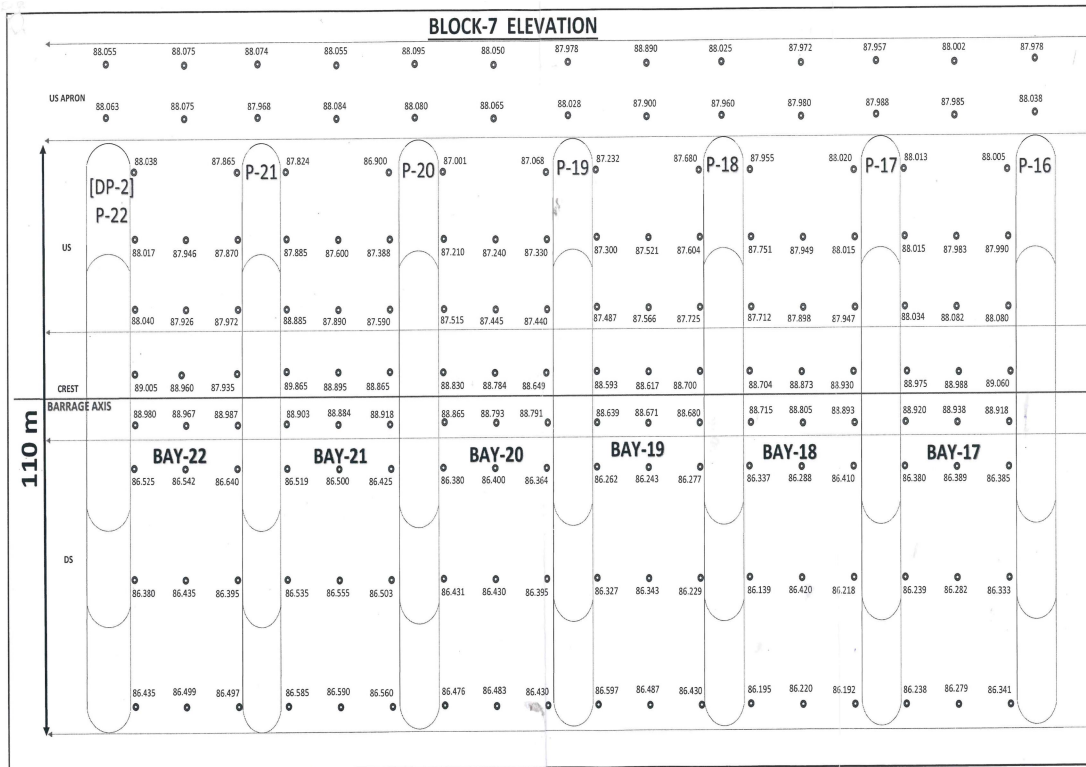 BLOCK-7 ELEVATION
88.055 88.075 88.074 88.055 88.095 88.050 87.978 88.890 88.025 87.972 87.957 88.002 87.978
US APRON 88.063 88.075 87.968 88.084 88.080 88.065 88.028 87.900 87.960 87.980 87.988 87.985 88.038
88.038 87.865 87.824 86.900 87.001 87.068 87.232 87.680 87.955 88.020 88.013 88.005
[DP-2] P-21 P-20 P-19 P-18 P-17 P-16
P-22
US 88.017 87.946 87.870 87.885 87.600 87.388 87.210 87.240 87.330 87.300 87.521 87.604 87.751 87.949 88.015 88.015 87.983 87.990
88.040 87.926 87.972 88.885 87.890 87.590 87.515 87.445 87.440 87.487 87.566 87.725 87.712 87.898 87.947 88.034 88.082 88.080
CREST 89.005 88.960 87.935 89.865 88.895 88.865 88.830 88.784 88.649 88.593 88.617 88.700 88.704 88.873 88.930 88.975 88.988 89.060
BARRAGE AXIS 88.980 88.967 88.987 88.903 88.884 88.918 88.865 88.793 88.791 88.639 88.671 88.680 88.715 88.805 88.893 88.920 88.938 88.918
110 m
BAY-22 BAY-21 BAY-20 BAY-19 BAY-18 BAY-17
86.525 86.542 86.640 86.519 86.500 86.425 86.380 86.400 86.364 86.262 86.243 86.277 86.337 86.288 86.410 86.380 86.389 86.385
DS
86.380 86.435 86.395 86.535 86.555 86.503 86.431 86.430 86.395 86.327 86.343 86.229 86.139 86.420 86.218 86.239 86.282 86.333
86.435 86.499 86.497 86.585 86.590 86.560 86.476 86.483 86.430 86.597 86.487 86.430 86.195 86.220 86.192 86.238 86.279 86.341